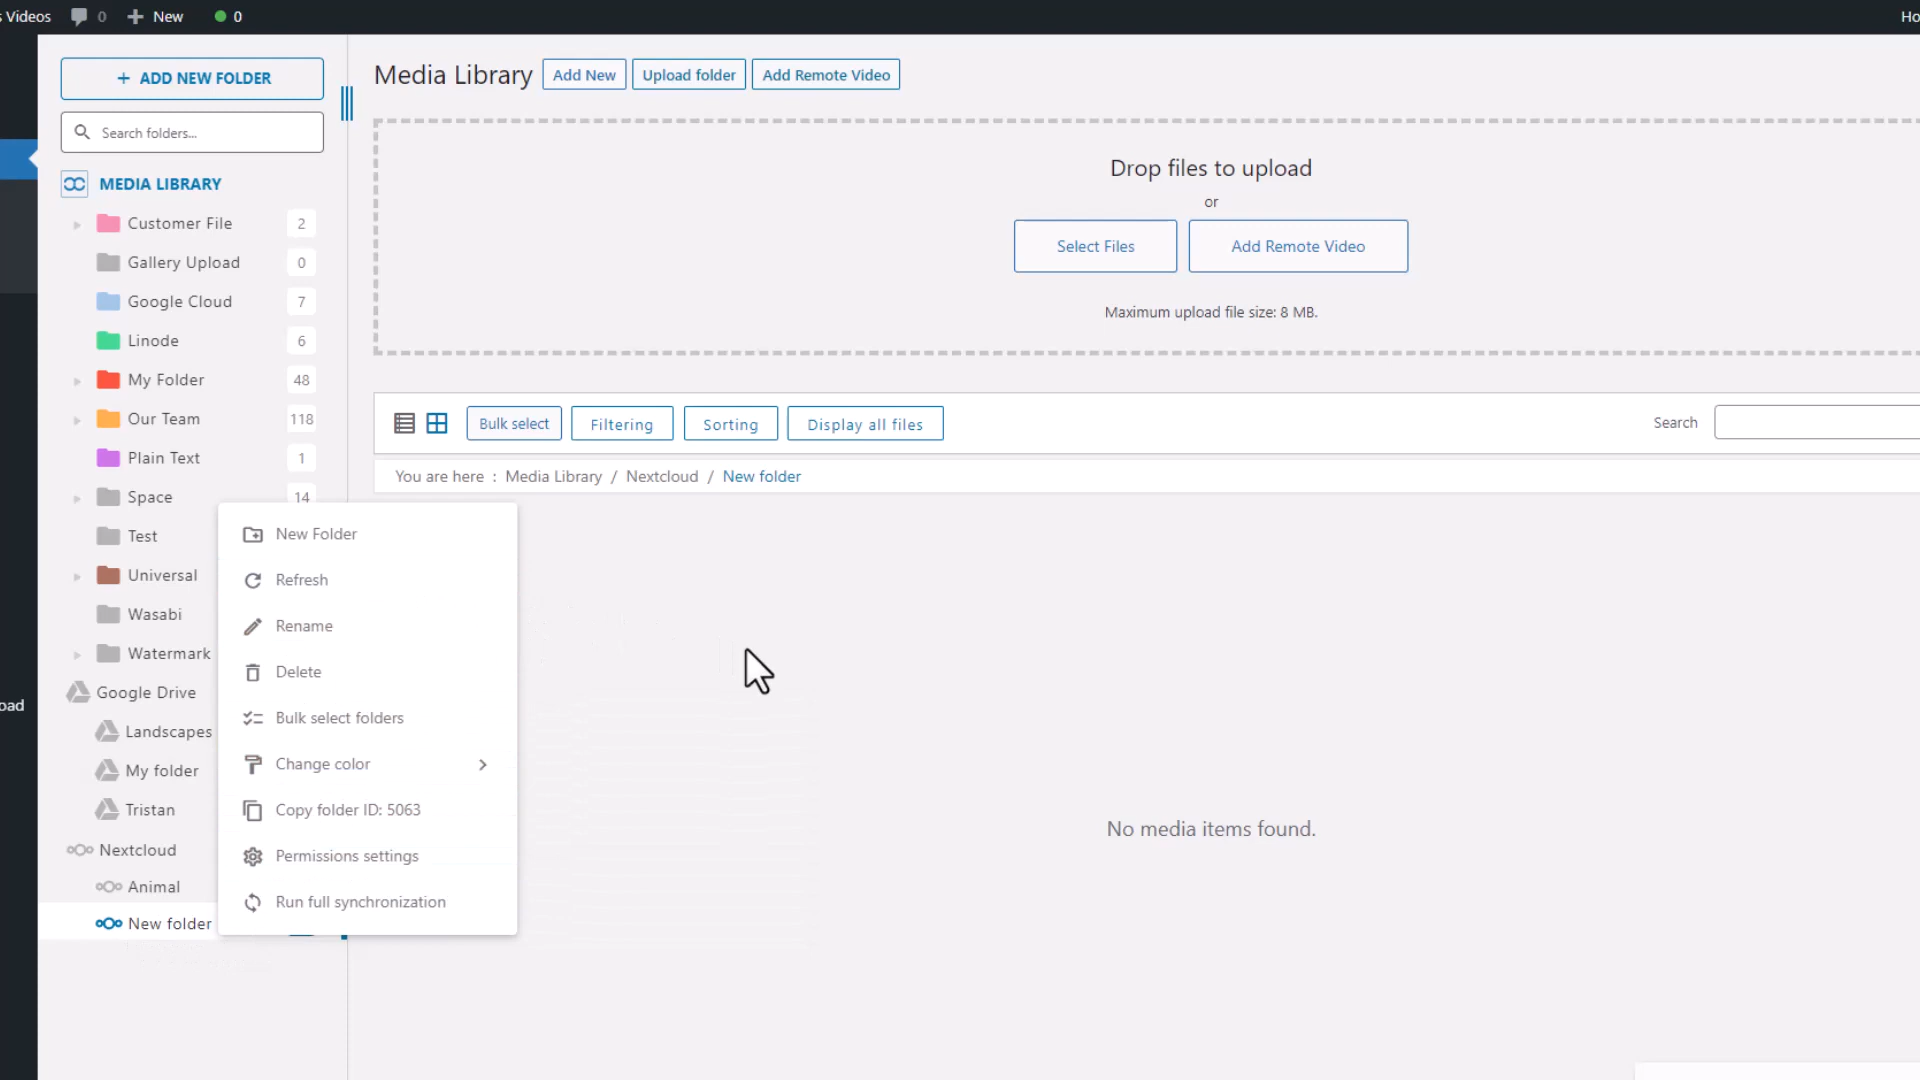 s Videos 0 New 0 Ho
ADD NEW FOLDER
Search folders...
MEDIA LIBRARY
Customer File 2
Gallery Upload 0
Google Cloud 7
Linode 6
My Folder 48
Our Team 118
Plain Text 1
Space 14
Test
Universal
Wasabi
Watermark
Google Drive
Landscapes
My folder
Tristan
Nextcloud
Animal
New folder
oad
New Folder
Refresh
Rename
Delete
Bulk select folders
Change color
Copy folder ID: 5063
Permissions settings
Run full synchronization
Media Library Add New Upload folder Add Remote Video
Drop files to upload
or
Select Files Add Remote Video
Maximum upload file size: 8 MB.
Bulk select Filtering Sorting Display all files Search
You are here : Media Library / Nextcloud / New folder
No media items found.